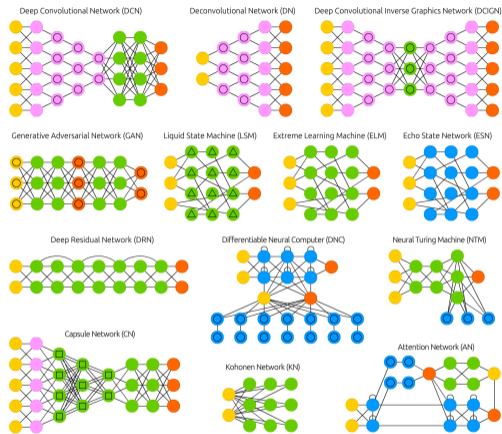 Deep Convolutional Network (DCN)
Deconvolutional Network (DN)
Deep Convolutional Inverse Graphics Network (DCIGN)
Generative Adversarial Network (GAN)
Liquid State Machine (LSM)
Extreme Learning Machine (ELM)
Echo State Network (ESN)
Deep Residual Network (DRN)
Differentiable Neural Computer (DNC)
Neural Turing Machine (NTM)
Capsule Network (CN)
Kohonen Network (KN)
Attention Network (AN)